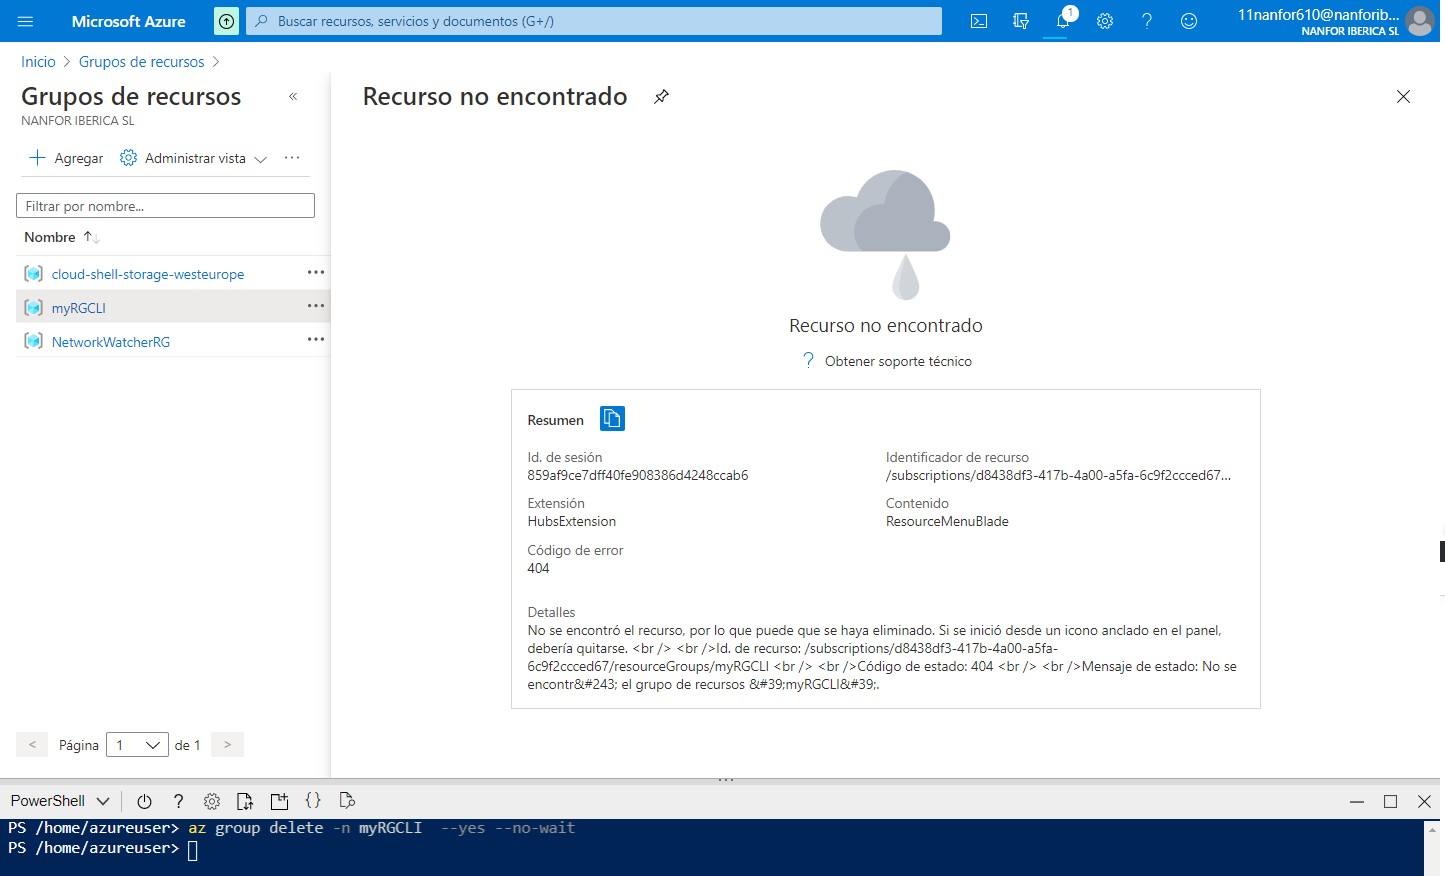 Microsoft Azure
Buscar recursos, servicios y documentos (G+/)
1
11nanfor610@nanforib...
NANFOR IBERICA SL
Inicio > Grupos de recursos >
Grupos de recursos
NANFOR IBERICA SL
Agregar
Administrar vista
Filtrar por nombre...
Nombre
cloud-shell-storage-westeurope
myRGCLI
NetworkWatcherRG
< Página 1 de 1 >
Recurso no encontrado
Recurso no encontrado
? Obtener soporte técnico
Resumen
Id. de sesión
859af9ce7dff40fe908386d4248ccab6
Identificador de recurso
/subscriptions/d8438df3-417b-4a00-a5fa-6c9f2ccced67...
Extensión
HubsExtension
Contenido
ResourceMenuBlade
Código de error
404
Detalles
No se encontró el recurso, por lo que puede que se haya eliminado. Si se inició desde un icono anclado en el panel,
debería quitarse. <br /> <br />Id. de recurso: /subscriptions/d8438df3-417b-4a00-a5fa-
6c9f2ccced67/resourceGroups/myRGCLI <br /> <br />Código de estado: 404 <br /> <br />Mensaje de estado: No se
encontr&#243; el grupo de recursos &#39;myRGCLI&#39;.
PowerShell
PS /home/azureuser> az group delete -n myRGCLI  --yes --no-wait
PS /home/azureuser>